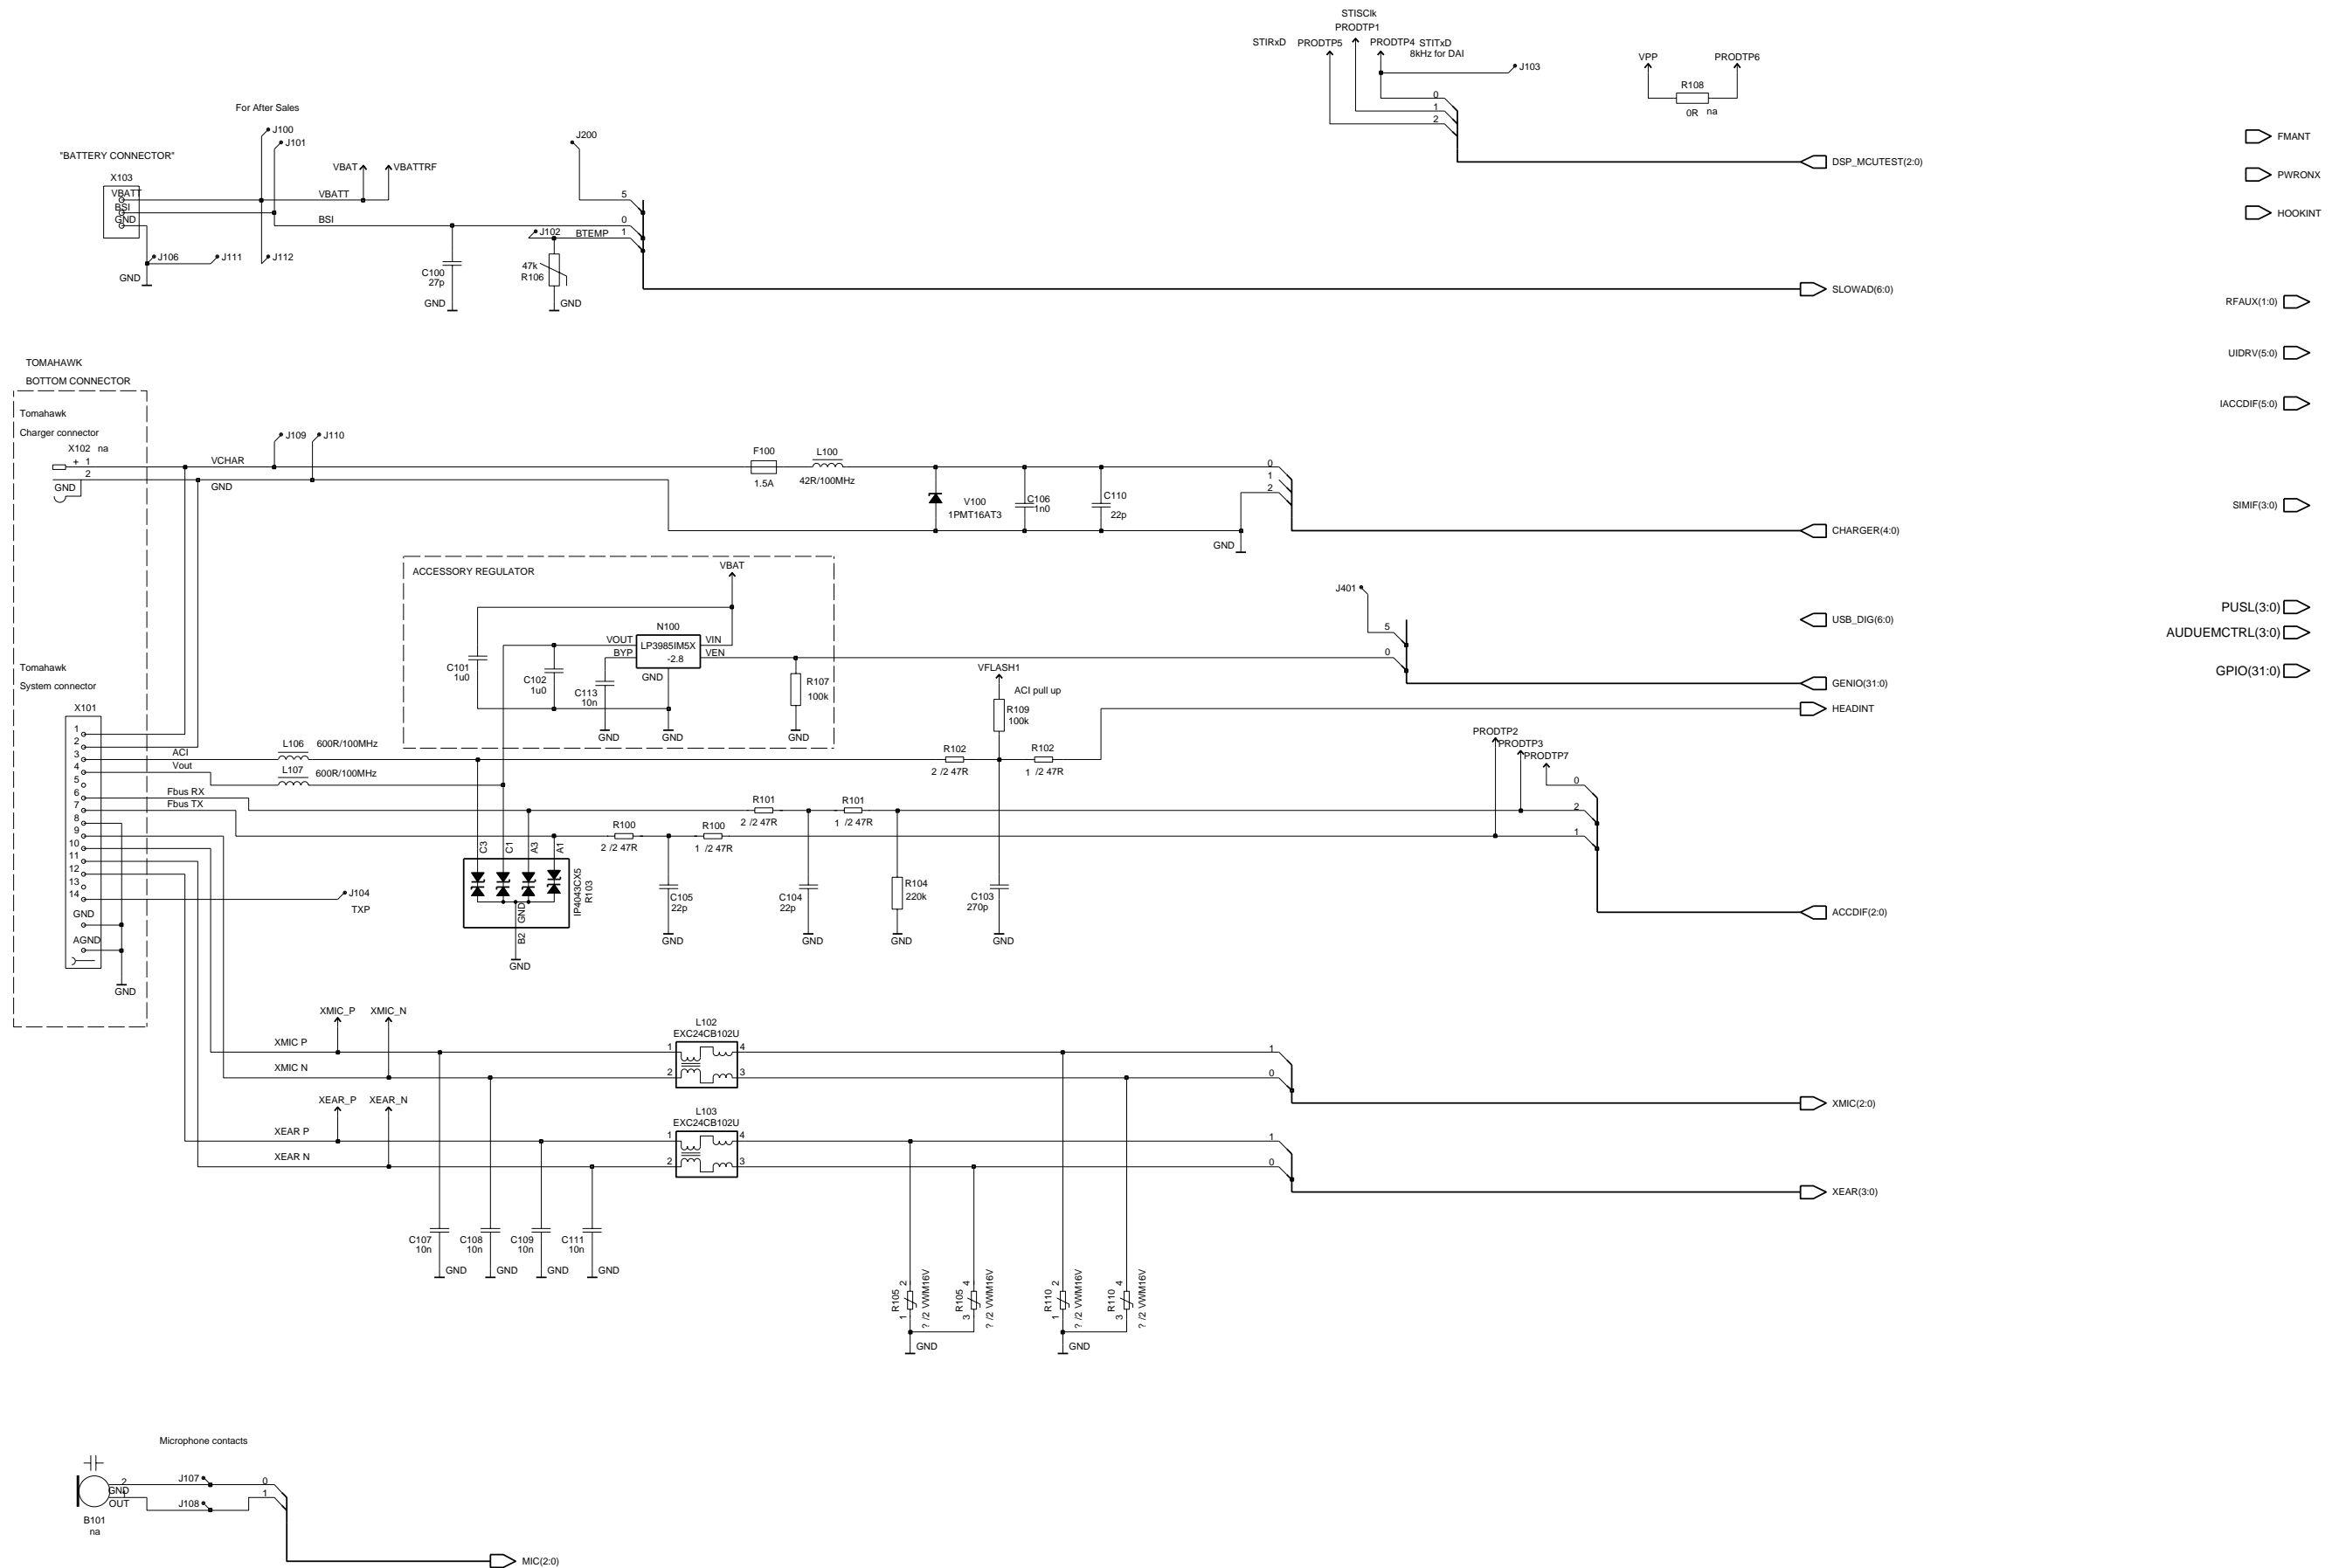 STISClk
PRODTP1
STIRxD PRODTP5 PRODTP4 STITxD
8kHz for DAI
J103
0
1
2
DSP_MCUTEST(2:0)
VPP PRODTP6
R108
0R na
FMANT
PWRONX
HOOKINT
RFAUX(1:0)
UIDRV(5:0)
IACCDIF(5:0)
SIMIF(3:0)
PUSL(3:0)
AUDUEMCTRL(3:0)
GPIO(31:0)
For After Sales
J100
J101
"BATTERY CONNECTOR"
X103
VBATT
BSI
GND
VBAT VBATTRF
VBATT
BSI
J106 J111 J112
GND
C100
27p
GND
J200
J102 BTEMP
47k
R106
GND
5
0
1
SLOWAD(6:0)
TOMAHAWK
BOTTOM CONNECTOR
Tomahawk
Charger connector
X102 na
+ 1
2
GND
VCHAR
GND
J109 J110
F100
1.5A
L100
42R/100MHz
V100
1PMT16AT3
C106
1n0
C110
22p
0
1
2
GND
CHARGER(4:0)
ACCESSORY REGULATOR
VBAT
N100
LP3985IM5X
-2.8
VOUT VIN
BYP VEN
GND
C101
1u0
C102
1u0
C113
10n
R107
100k
GND GND GND
J401
5
0
USB_DIG(6:0)
GENIO(31:0)
VFLASH1
ACI pull up
R109
100k
HEADINT
Tomahawk
System connector
X101
1
2
3
4
5
6
7
8
9
10
11
12
13
14
GND
AGND
GND
ACI
Vout
Fbus RX
Fbus TX
L106 600R/100MHz
L107 600R/100MHz
R102
2 /2 47R
R102
1 /2 47R
R101
2 /2 47R
R101
1 /2 47R
R100
2 /2 47R
R100
1 /2 47R
PRODTP2
PRODTP3
PRODTP7
0
2
1
ACCDIF(2:0)
C3
C1
A3
A1
IP4043CX5
R103
GND
B2
GND
C105
22p
GND
C104
22p
GND
R104
220k
GND
C103
270p
GND
J104
TXP
XMIC_P XMIC_N
XMIC P
XMIC N
L102
EXC24CB102U
1 4
2 3
1
0
XMIC(2:0)
XEAR_P XEAR_N
XEAR P
XEAR N
L103
EXC24CB102U
1 4
2 3
1
0
XEAR(3:0)
C107
10n
GND
C108
10n
GND
C109
10n
GND
C111
10n
GND
R105
1 2
? /2 VWM16V
R105
3 4
? /2 VWM16V
GND
R110
1 2
? /2 VWM16V
R110
3 4
? /2 VWM16V
GND
Microphone contacts
2
GND
1
OUT
B101
na
J107
J108
0
1
MIC(2:0)